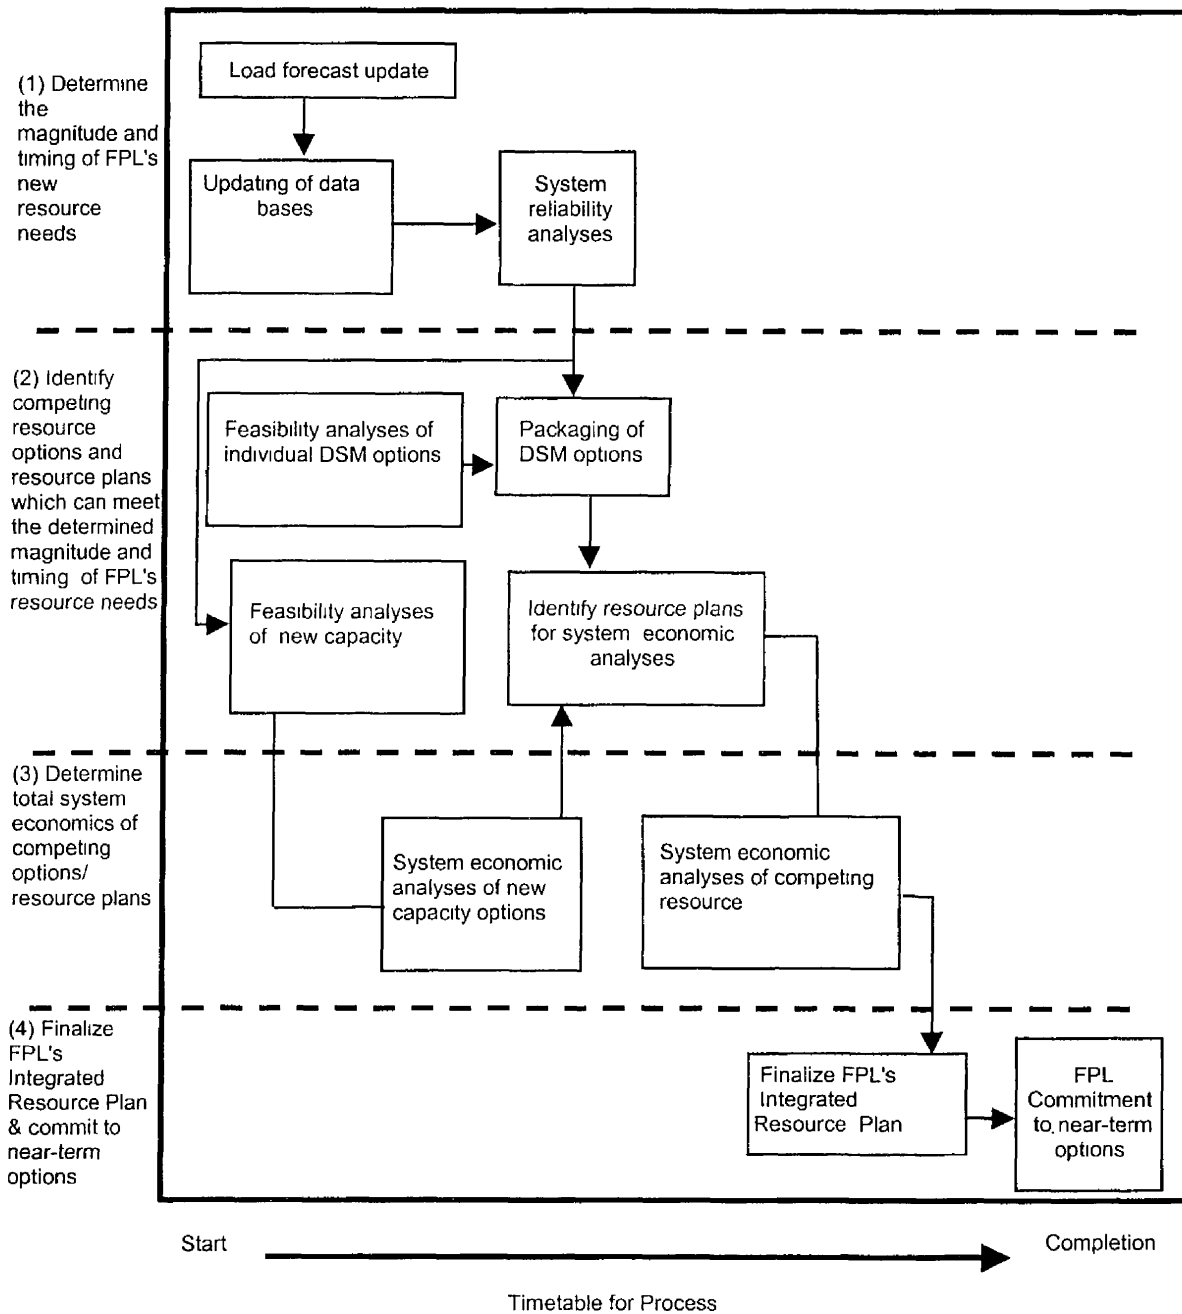 (1) Determine
the
magnitude and
timing of FPL's
new
resource
needs
Load forecast update
Updating of data
bases
System
reliability
analyses
(2) Identify
competing
resource
options and
resource plans
which can meet
the determined
magnitude and
timing of FPL's
resource needs
Feasibility analyses of
individual DSM options
Packaging of
DSM options
Feasibility analyses
of new capacity
Identify resource plans
for system economic
analyses
(3) Determine
total system
economics of
competing
options/
resource plans
System economic
analyses of new
capacity options
System economic
analyses of competing
resource
(4) Finalize
FPL's
Integrated
Resource Plan
& commit to
near-term
options
Finalize FPL's
Integrated
Resource Plan
FPL
Commitment
to near-term
options
Start
Completion
Timetable for Process